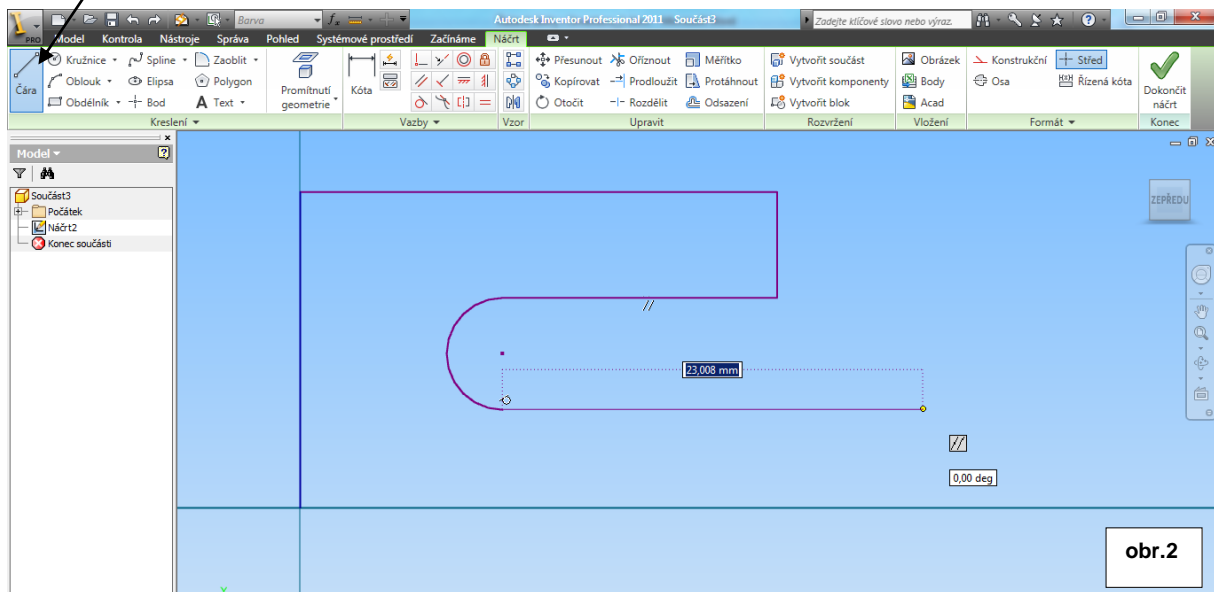 Barva Autodesk Inventor Professional 2011 Součást3 Zadejte klíčové slovo nebo výraz.
PRO Model Kontrola Nástroje Správa Pohled Systémové prostředí Začínáme Náčrt
Kružnice Spline Zaoblit Přesunout Oříznout Měřítko Vytvořit součást Obrázek Konstrukční Střed
Čára Oblouk Elipsa Polygon Promítnutí geometrie Kóta Kopírovat Prodloužit Protáhnout Vytvořit komponenty Body Osa Řízená kóta Dokončit náčrt
Obdélník Bod A Text Otočit Rozdělit Odsazení Vytvořit blok Acad
Kreslení Vazby Vzor Upravit Rozvržení Vložení Formát Konec
Model
Součást3
Počátek
Náčrt2
Konec součásti
ZEPŘEDU
23,008 mm
0,00 deg
obr.2
Y